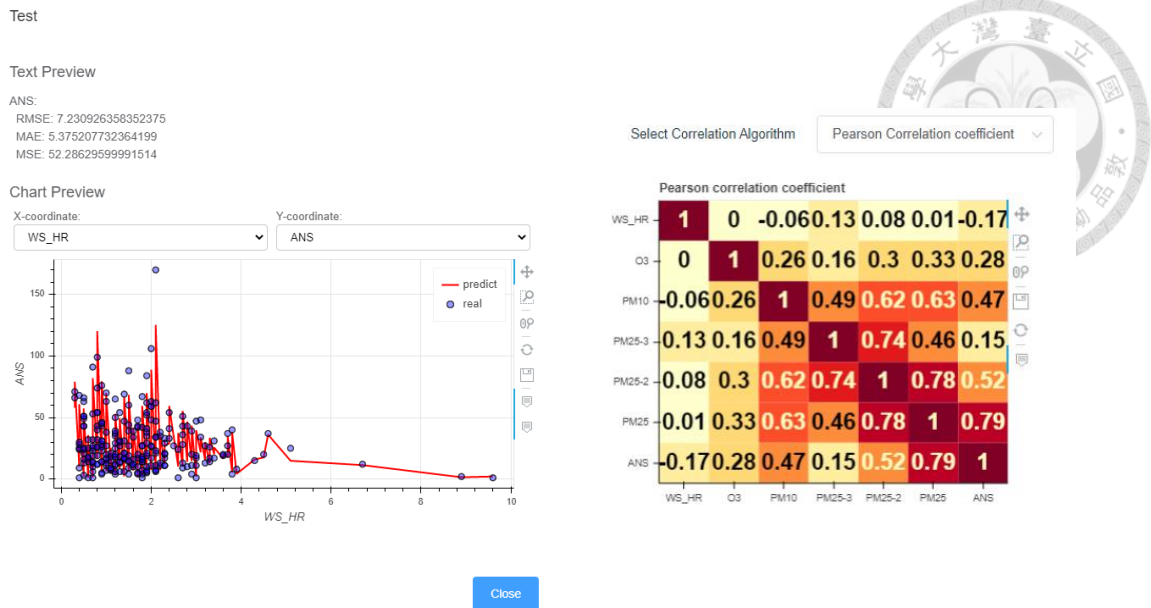 Test
Text Preview
ANS:
RMSE: 7.230926358352375
MAE: 5.375207732364199
MSE: 52.28629599991514
Chart Preview
X-coordinate:
Y-coordinate:
WS_HR
ANS
predict
real
150
100
50
0
ANS
0 2 4 6 8 10
WS_HR
Close
Select Correlation Algorithm
Pearson Correlation coefficient
Pearson correlation coefficient
WS_HR 1 0 -0.06 0.13 0.08 0.01 -0.17
O3 0 1 0.26 0.16 0.3 0.33 0.28
PM10 -0.06 0.26 1 0.49 0.62 0.63 0.47
PM25-3 0.13 0.16 0.49 1 0.74 0.46 0.15
PM25-2 0.08 0.3 0.62 0.74 1 0.78 0.52
PM25 0.01 0.33 0.63 0.46 0.78 1 0.79
ANS -0.17 0.28 0.47 0.15 0.52 0.79 1
WS_HR O3 PM10 PM25-3 PM25-2 PM25 ANS
國立臺灣大學